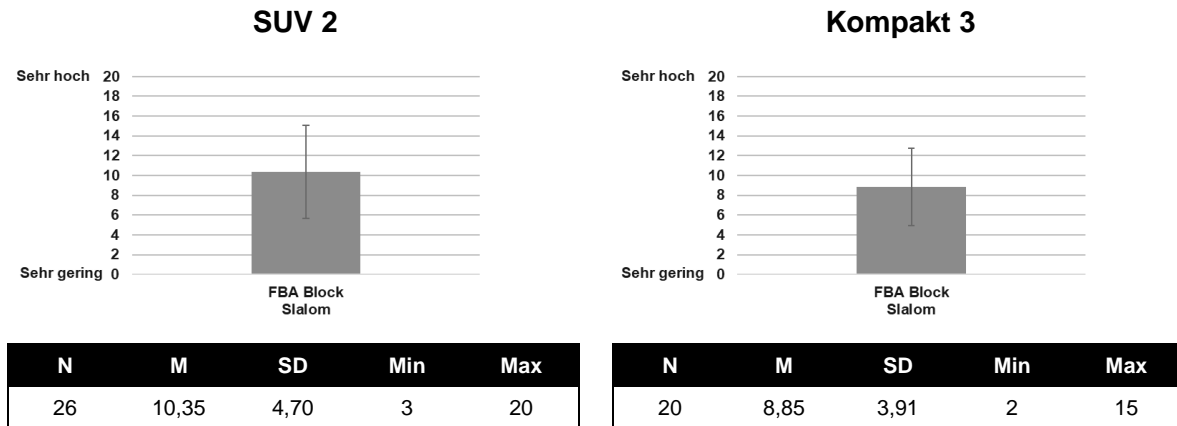 SUV 2
Sehr hoch 20
18
16
14
12
10
8
6
4
2
Sehr gering 0
FBA Block
Slalom
N M SD Min Max
26 10,35 4,70 3 20
Kompakt 3
Sehr hoch 20
18
16
14
12
10
8
6
4
2
Sehr gering 0
FBA Block
Slalom
N M SD Min Max
20 8,85 3,91 2 15